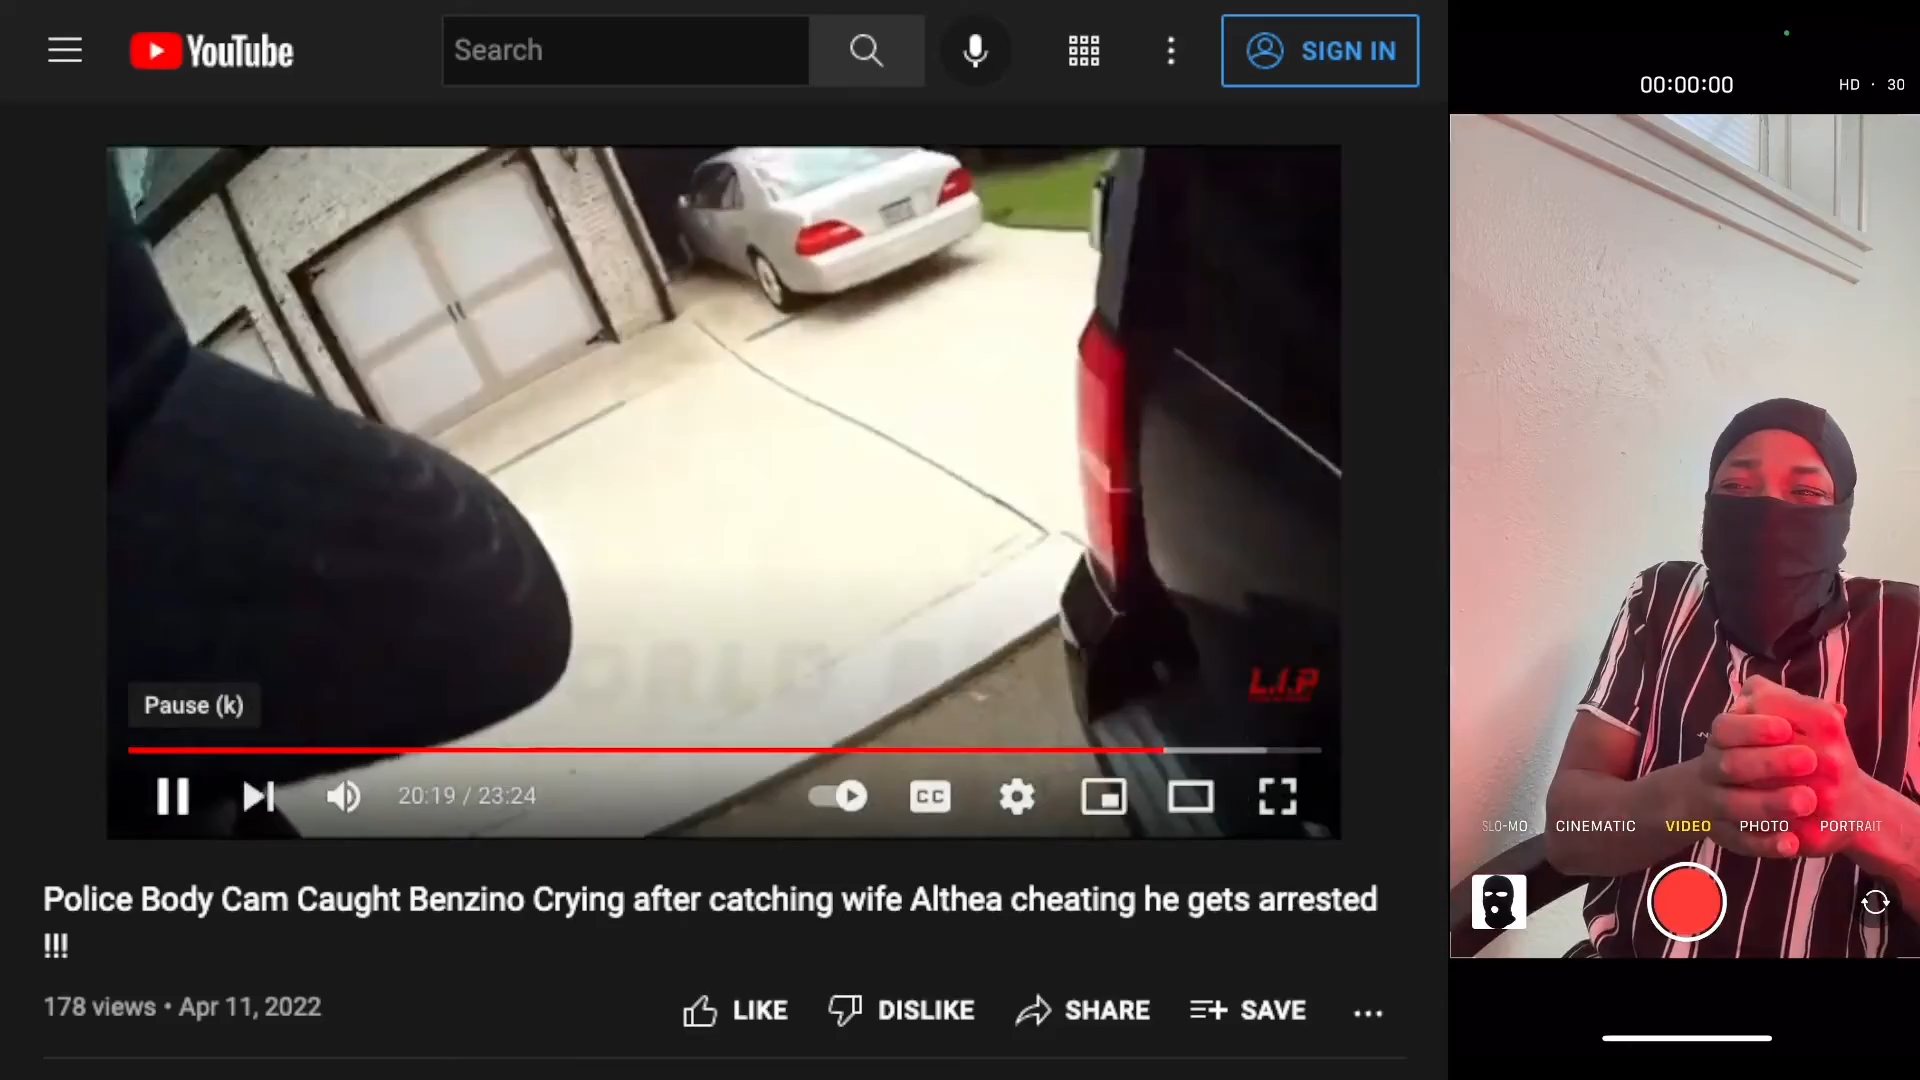 YouTube
Search
SIGN IN
00:00:00
HD · 30
L.I.P
Pause (k)
20:19 / 23:24
CC
SLO-MO CINEMATIC VIDEO PHOTO PORTRAIT
Police Body Cam Caught Benzino Crying after catching wife Althea cheating he gets arrested
!!!
178 views • Apr 11, 2022
LIKE DISLIKE SHARE SAVE